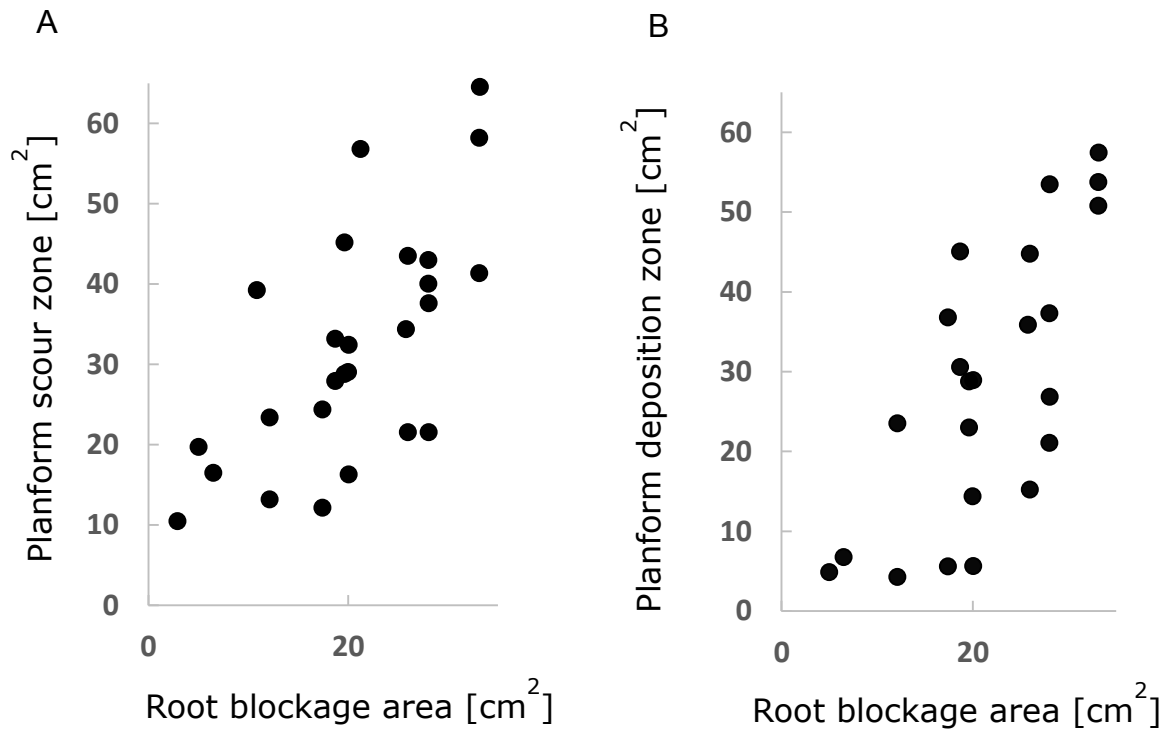 A
Planform scour zone [cm²]
60
50
40
30
20
10
0
0 20
Root blockage area [cm²]
B
Planform deposition zone [cm²]
60
50
40
30
20
10
0
0 20
Root blockage area [cm²]